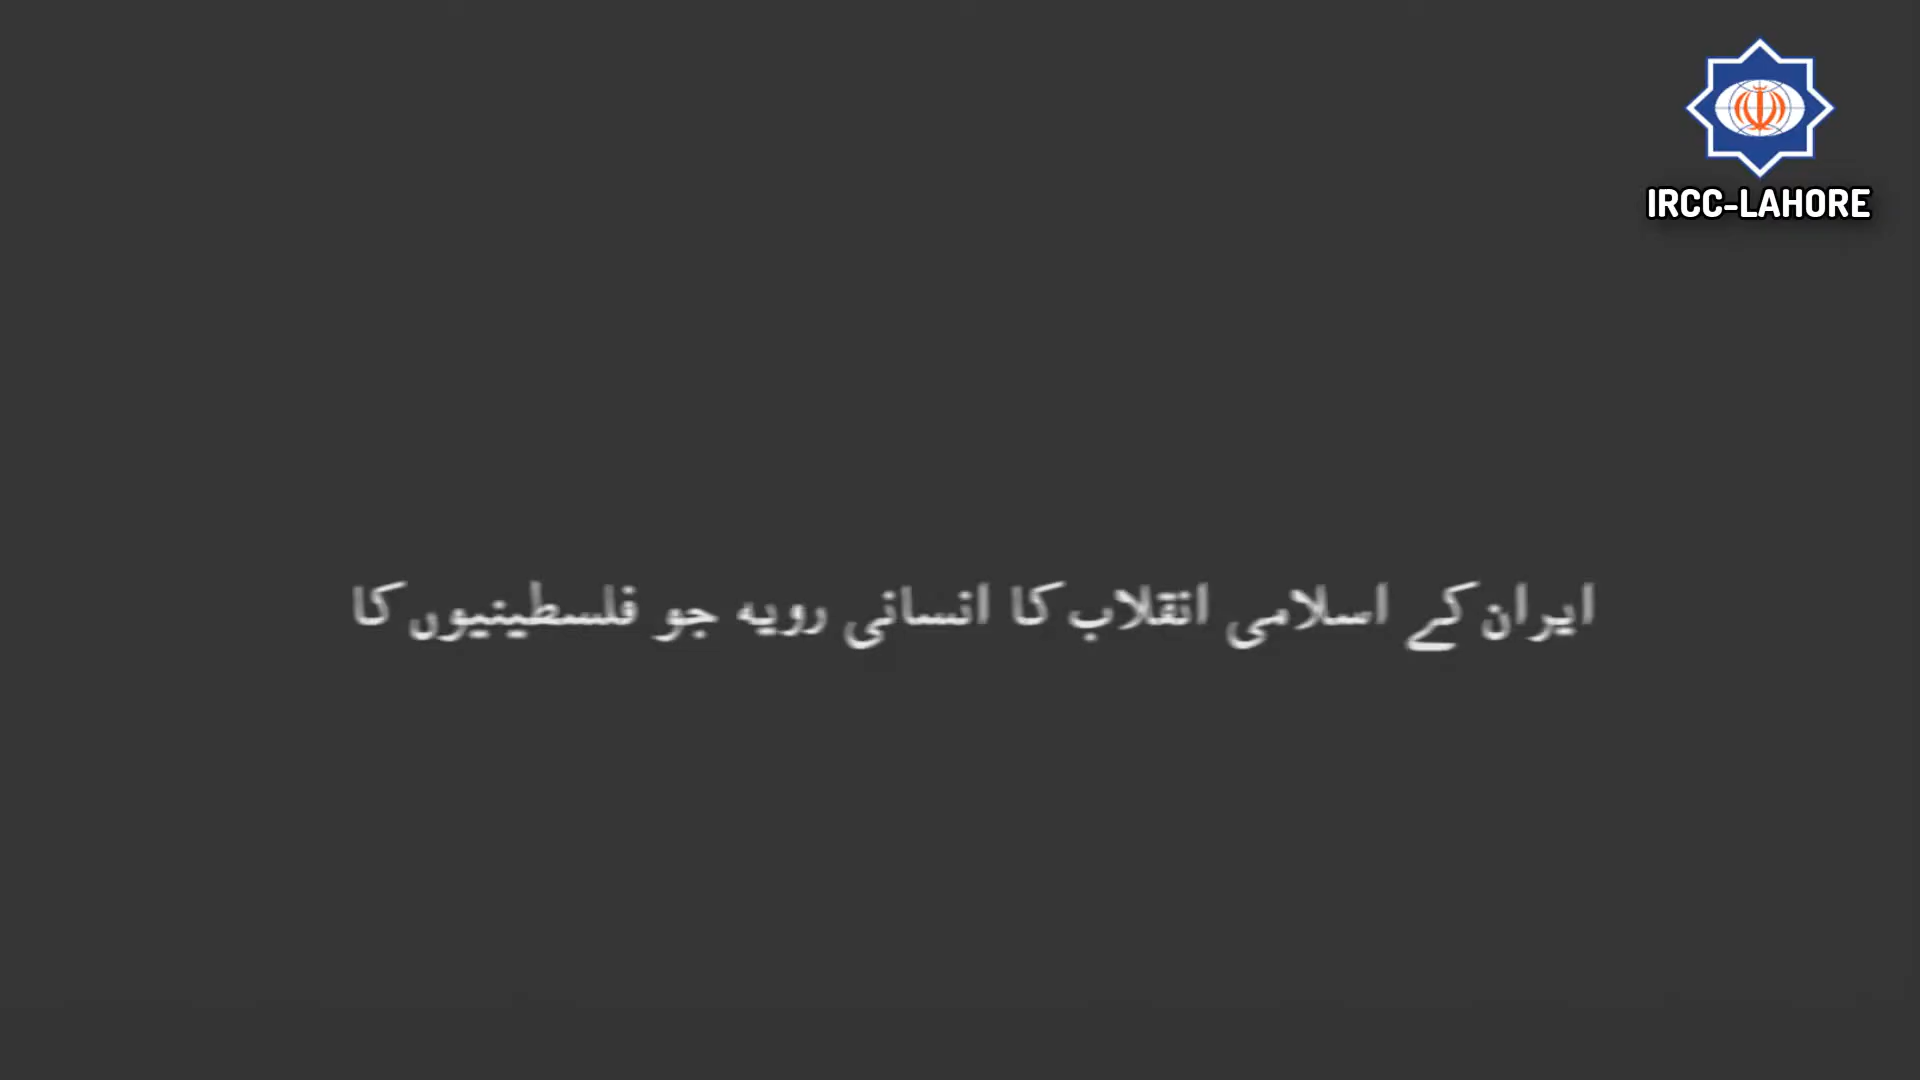 IRCC-LAHORE
ایران کے اسلامی انقلاب کا انسانی رویہ جو فلسطینیوں کا